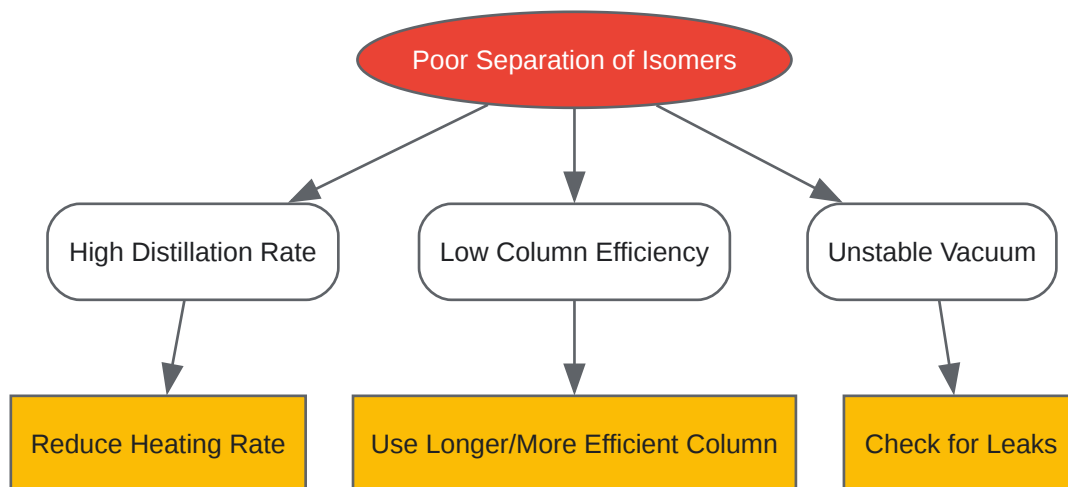 Poor Separation of Isomers
High Distillation Rate
Low Column Efficiency
Unstable Vacuum
Reduce Heating Rate
Use Longer/More Efficient Column
Check for Leaks